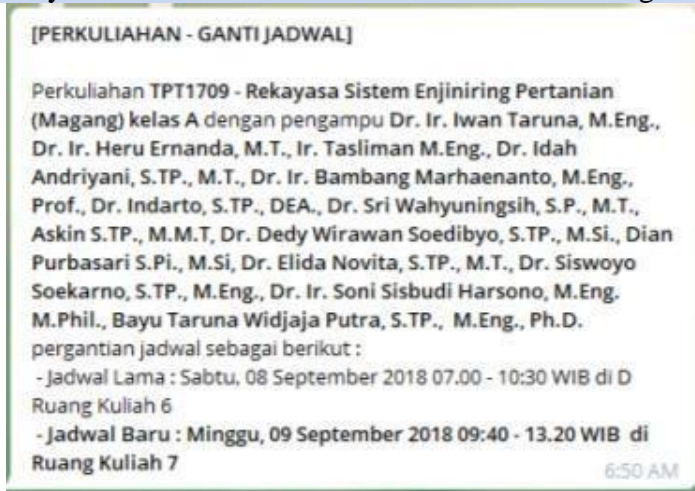 [PERKULIAHAN - GANTI JADWAL]
Perkuliahan TPT1709 - Rekayasa Sistem Enjiniring Pertanian
(Magang) kelas A dengan pengampu Dr. Ir. Iwan Taruna, M.Eng.,
Dr. Ir. Heru Ernanda, M.T., Ir. Tasliman M.Eng., Dr. Idah
Andriyani, S.TP., M.T., Dr. Ir. Bambang Marhaenanto, M.Eng.,
Prof., Dr. Indarto, S.TP., DEA., Dr. Sri Wahyuningsih, S.P., M.T.,
Askin S.TP., M.M.T, Dr. Dedy Wirawan Soedibyo, S.TP., M.Si., Dian
Purbasari S.Pi., M.Si, Dr. Elida Novita, S.TP., M.T., Dr. Siswoyo
Soekarno, S.TP., M.Eng., Dr. Ir. Soni Sisbudi Harsono, M.Eng.
M.Phil., Bayu Taruna Widjaja Putra, S.TP., M.Eng., Ph.D.
pergantian jadwal sebagai berikut :
- Jadwal Lama : Sabtu, 08 September 2018 07.00 - 10:30 WIB di D
Ruang Kuliah 6
- Jadwal Baru : Minggu, 09 September 2018 09:40 - 13.20 WIB di
Ruang Kuliah 7
6:50 AM